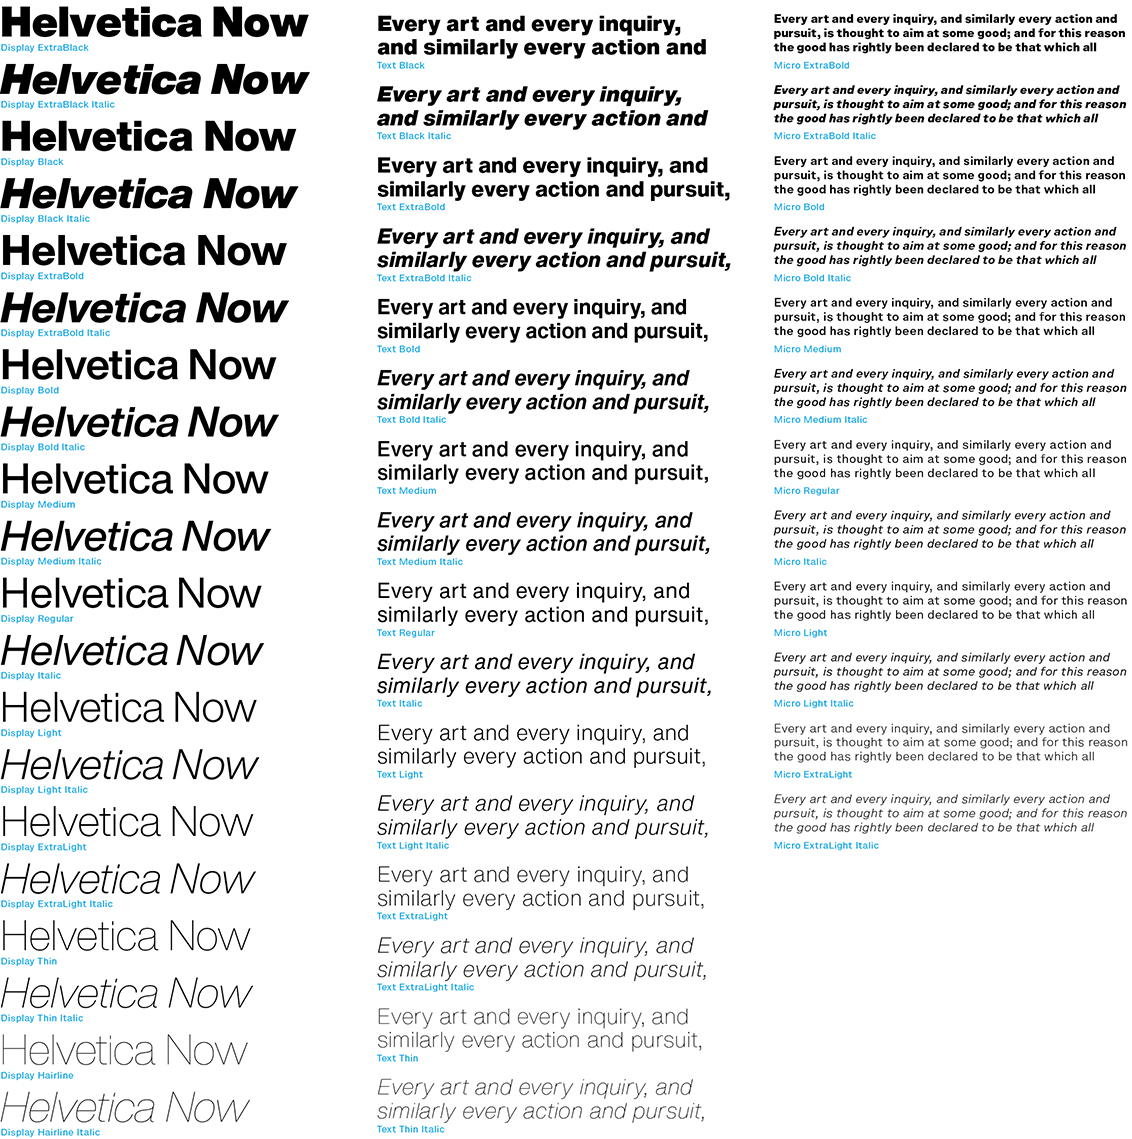 Helvetica Now
Display ExtraBlack
Helvetica Now
Display ExtraBlack Italic
Helvetica Now
Display Black
Helvetica Now
Display Black Italic
Helvetica Now
Display ExtraBold
Helvetica Now
Display ExtraBold Italic
Helvetica Now
Display Bold
Helvetica Now
Display Bold Italic
Helvetica Now
Display Medium
Helvetica Now
Display Medium Italic
Helvetica Now
Display Regular
Helvetica Now
Display Italic
Helvetica Now
Display Light
Helvetica Now
Display Light Italic
Helvetica Now
Display ExtraLight
Helvetica Now
Display ExtraLight Italic
Helvetica Now
Display Thin
Helvetica Now
Display Thin Italic
Helvetica Now
Display Hairline
Helvetica Now
Display Hairline Italic
Every art and every inquiry,
and similarly every action and
Text Black
Every art and every inquiry,
and similarly every action and
Text Black Italic
Every art and every inquiry, and
similarly every action and pursuit,
Text ExtraBold
Every art and every inquiry, and
similarly every action and pursuit,
Text ExtraBold Italic
Every art and every inquiry, and
similarly every action and pursuit,
Text Bold
Every art and every inquiry, and
similarly every action and pursuit,
Text Bold Italic
Every art and every inquiry, and
similarly every action and pursuit,
Text Medium
Every art and every inquiry, and
similarly every action and pursuit,
Text Medium Italic
Every art and every inquiry, and
similarly every action and pursuit,
Text Regular
Every art and every inquiry, and
similarly every action and pursuit,
Text Italic
Every art and every inquiry, and
similarly every action and pursuit,
Text Light
Every art and every inquiry, and
similarly every action and pursuit,
Text Light Italic
Every art and every inquiry, and
similarly every action and pursuit,
Text ExtraLight
Every art and every inquiry, and
similarly every action and pursuit,
Text ExtraLight Italic
Every art and every inquiry, and
similarly every action and pursuit,
Text Thin
Every art and every inquiry, and
similarly every action and pursuit,
Text Thin Italic
Every art and every inquiry, and similarly every action and
pursuit, is thought to aim at some good; and for this reason
the good has rightly been declared to be that which all
Micro ExtraBold
Every art and every inquiry, and similarly every action and
pursuit, is thought to aim at some good; and for this reason
the good has rightly been declared to be that which all
Micro ExtraBold Italic
Every art and every inquiry, and similarly every action and
pursuit, is thought to aim at some good; and for this reason
the good has rightly been declared to be that which all
Micro Bold
Every art and every inquiry, and similarly every action and
pursuit, is thought to aim at some good; and for this reason
the good has rightly been declared to be that which all
Micro Bold Italic
Every art and every inquiry, and similarly every action and
pursuit, is thought to aim at some good; and for this reason
the good has rightly been declared to be that which all
Micro Medium
Every art and every inquiry, and similarly every action and
pursuit, is thought to aim at some good; and for this reason
the good has rightly been declared to be that which all
Micro Medium Italic
Every art and every inquiry, and similarly every action and
pursuit, is thought to aim at some good; and for this reason
the good has rightly been declared to be that which all
Micro Regular
Every art and every inquiry, and similarly every action and
pursuit, is thought to aim at some good; and for this reason
the good has rightly been declared to be that which all
Micro Italic
Every art and every inquiry, and similarly every action and
pursuit, is thought to aim at some good; and for this reason
the good has rightly been declared to be that which all
Micro Light
Every art and every inquiry, and similarly every action and
pursuit, is thought to aim at some good; and for this reason
the good has rightly been declared to be that which all
Micro Light Italic
Every art and every inquiry, and similarly every action and
pursuit, is thought to aim at some good; and for this reason
the good has rightly been declared to be that which all
Micro ExtraLight
Every art and every inquiry, and similarly every action and
pursuit, is thought to aim at some good; and for this reason
the good has rightly been declared to be that which all
Micro ExtraLight Italic